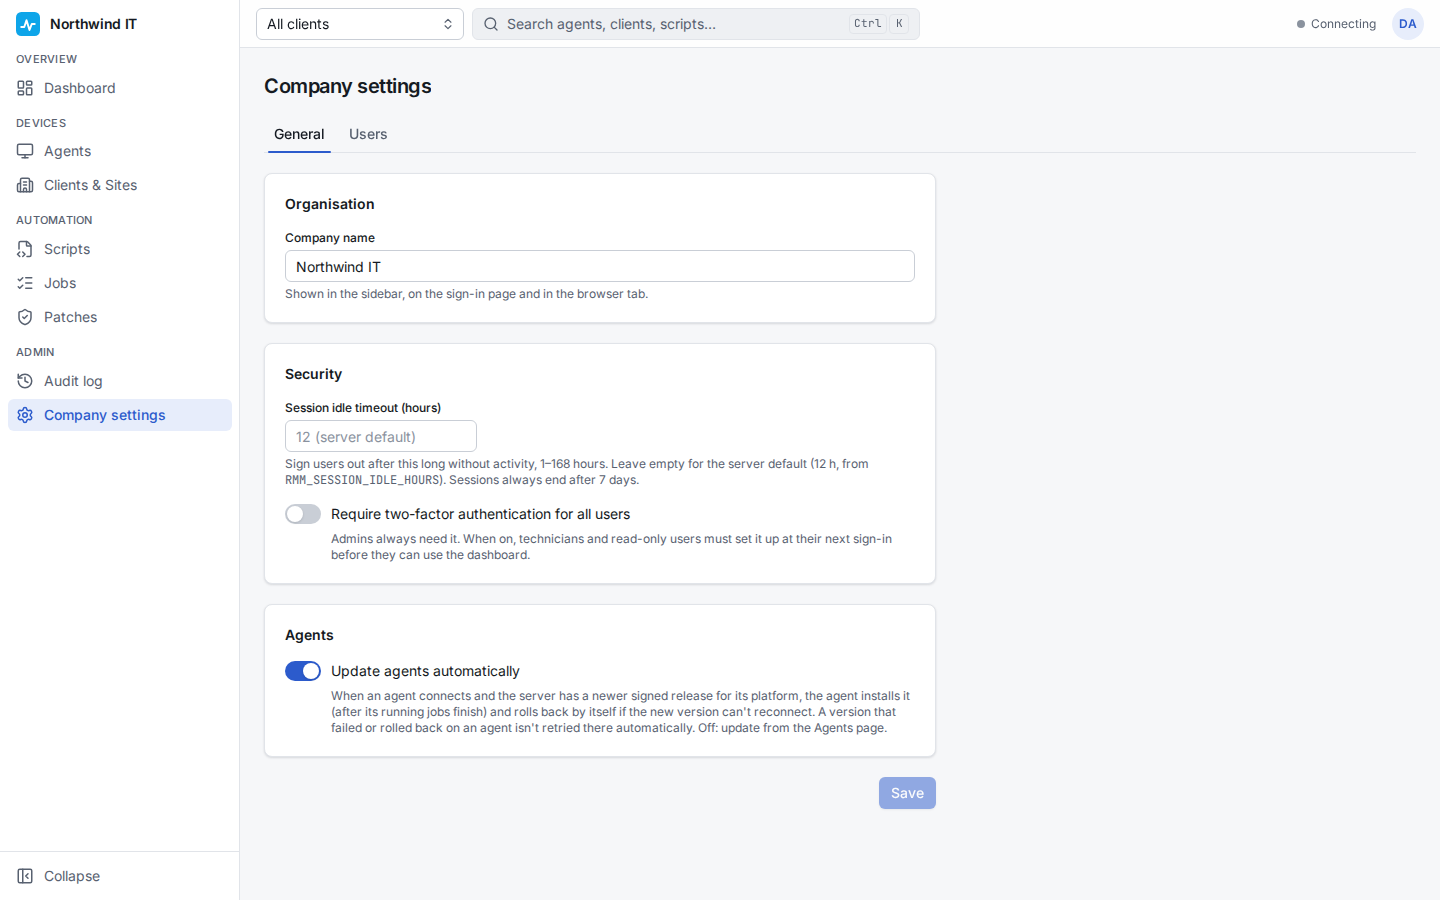 Northwind IT
All clients
Search agents, clients, scripts...
Ctrl K
Connecting
DA
OVERVIEW
Dashboard
DEVICES
Agents
Clients & Sites
AUTOMATION
Scripts
Jobs
Patches
ADMIN
Audit log
Company settings
Collapse
Company settings
General
Users
Organisation
Company name
Northwind IT
Shown in the sidebar, on the sign-in page and in the browser tab.
Security
Session idle timeout (hours)
12 (server default)
Sign users out after this long without activity, 1–168 hours. Leave empty for the server default (12 h, from
RMM_SESSION_IDLE_HOURS). Sessions always end after 7 days.
Require two-factor authentication for all users
Admins always need it. When on, technicians and read-only users must set it up at their next sign-in
before they can use the dashboard.
Agents
Update agents automatically
When an agent connects and the server has a newer signed release for its platform, the agent installs it
(after its running jobs finish) and rolls back by itself if the new version can't reconnect. A version that
failed or rolled back on an agent isn't retried there automatically. Off: update from the Agents page.
Save